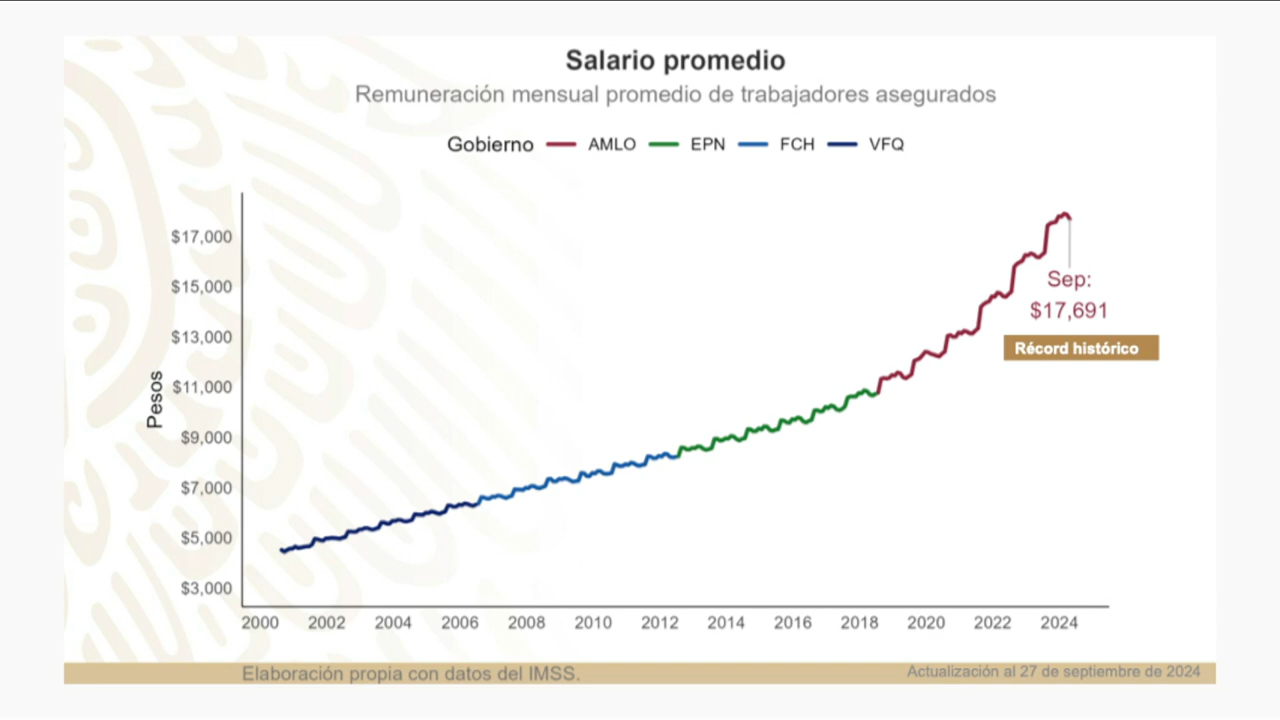 Salario promedio
Remuneración mensual promedio de trabajadores asegurados
Gobierno AMLO EPN FCH VFQ
Pesos
$17,000
$15,000
$13,000
$11,000
$9,000
$7,000
$5,000
$3,000
Sep:
$17,691
Récord histórico
2000 2002 2004 2006 2008 2010 2012 2014 2016 2018 2020 2022 2024
Elaboración propia con datos del IMSS.
Actualización al 27 de septiembre de 2024